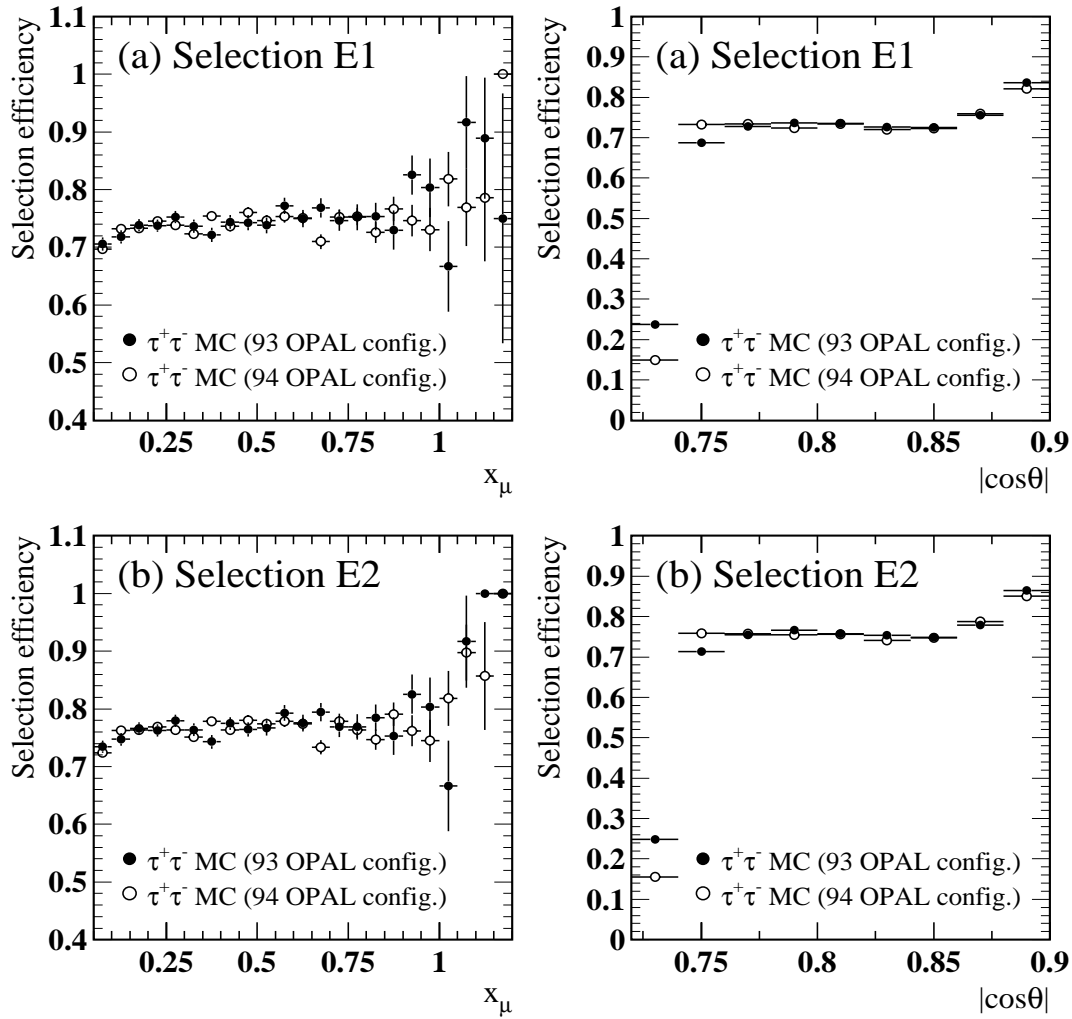 Selection efficiency
(a) Selection E1
1.1
1
0.9
0.8
0.7
0.6
0.5
0.4
τ⁺τ⁻ MC (93 OPAL config.)
τ⁺τ⁻ MC (94 OPAL config.)
0.25 0.5 0.75 1
xμ
Selection efficiency
(a) Selection E1
1
0.9
0.8
0.7
0.6
0.5
0.4
0.3
0.2
0.1
0
τ⁺τ⁻ MC (93 OPAL config.)
τ⁺τ⁻ MC (94 OPAL config.)
0.75 0.8 0.85 0.9
|cosθ|
Selection efficiency
(b) Selection E2
1.1
1
0.9
0.8
0.7
0.6
0.5
0.4
τ⁺τ⁻ MC (93 OPAL config.)
τ⁺τ⁻ MC (94 OPAL config.)
0.25 0.5 0.75 1
xμ
Selection efficiency
(b) Selection E2
1
0.9
0.8
0.7
0.6
0.5
0.4
0.3
0.2
0.1
0
τ⁺τ⁻ MC (93 OPAL config.)
τ⁺τ⁻ MC (94 OPAL config.)
0.75 0.8 0.85 0.9
|cosθ|